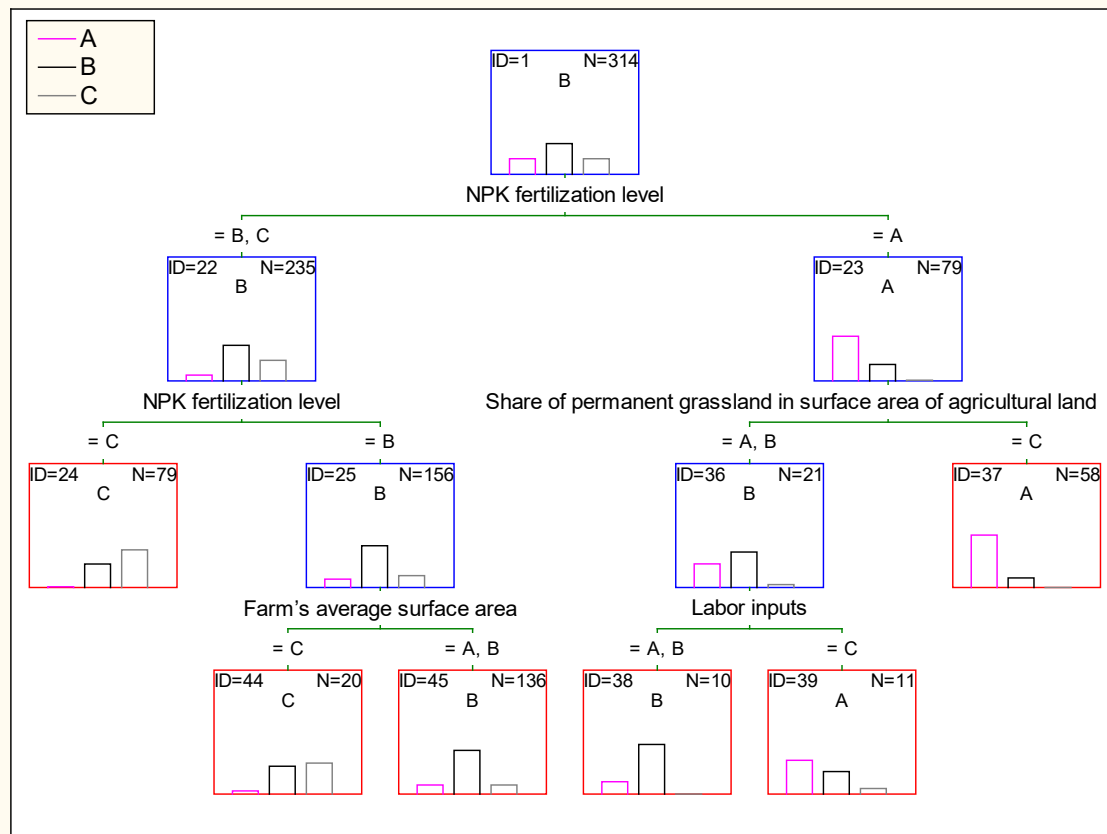 A
B
C
ID=1 N=314
B
NPK fertilization level
= B, C = A
ID=22 N=235 ID=23 N=79
B A
NPK fertilization level Share of permanent grassland in surface area of agricultural land
= C = B = A, B = C
ID=24 N=79 ID=25 N=156 ID=36 N=21 ID=37 N=58
C B B A
Farm’s average surface area Labor inputs
= C = A, B = A, B = C
ID=44 N=20 ID=45 N=136 ID=38 N=10 ID=39 N=11
C B B A